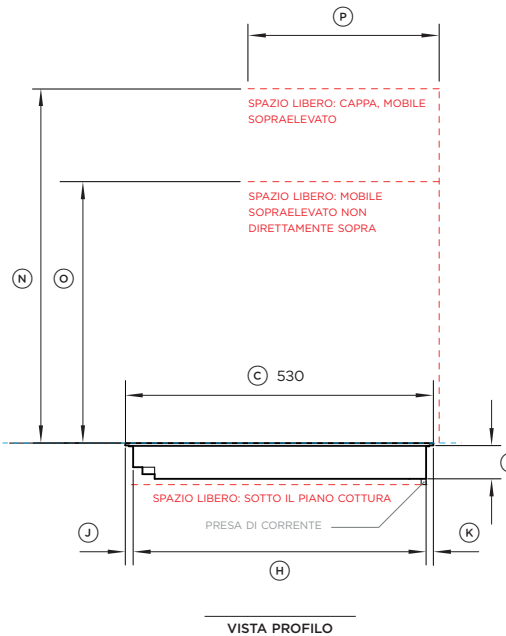 P
SPAZIO LIBERO: CAPPA, MOBILE
SOPRAELEVATO
SPAZIO LIBERO: MOBILE
SOPRAELEVATO NON
DIRETTAMENTE SOPRA
N
O
C 530
SPAZIO LIBERO: SOTTO IL PIANO COTTURA
PRESA DI CORRENTE
J
K
H
VISTA PROFILO